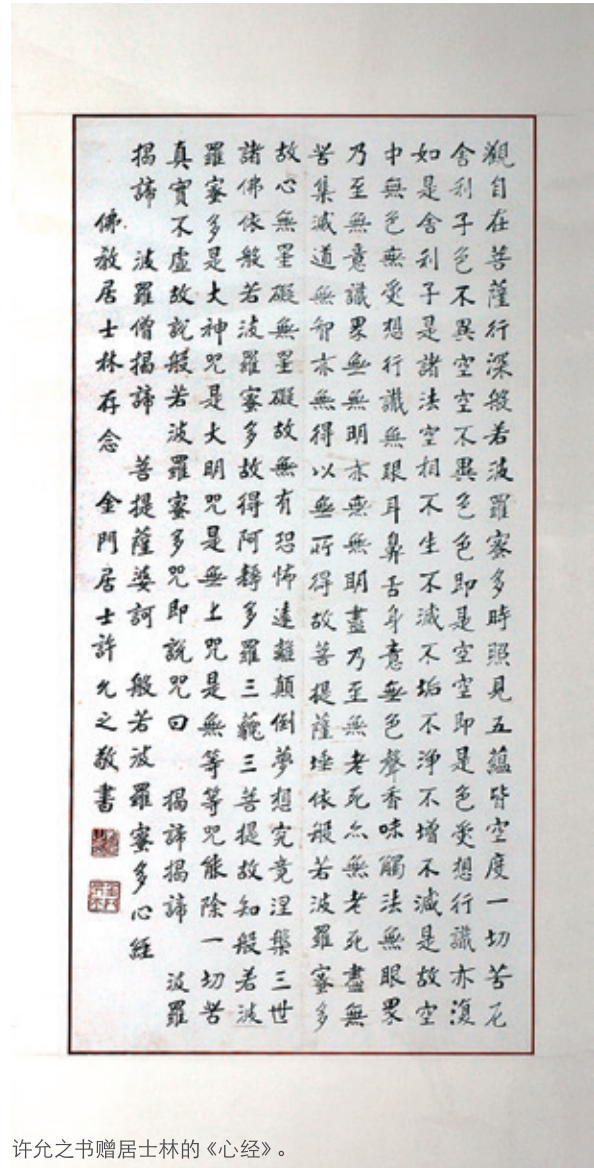 觀自在菩薩行深般若波羅蜜多時照見五蘊皆空度一切苦厄
舍利子色不異空空不異色色即是空空即是色受想行識亦復
如是舍利子是諸法空相不生不滅不垢不淨不增不減是故空
中無色無受想行識無眼耳鼻舌身意無色聲香味觸法無眼界
乃至無意識界無無明亦無無明盡乃至無老死亦無老死盡無
苦集滅道無智亦無得以無所得故菩提薩埵依般若波羅蜜多
故心無罣礙無罣礙故無有恐怖遠離顛倒夢想究竟涅槃三世
諸佛依般若波羅蜜多故得阿耨多羅三藐三菩提故知般若波
羅蜜多是大神咒是大明咒是無上咒是無等等咒能除一切苦
真實不虛故說般若波羅蜜多咒即說咒曰 揭諦揭諦 波羅
揭諦 波羅僧揭諦 菩提薩婆訶 般若波羅蜜多心經
佛教居士林存念 金門居士許允之敬書
许允之书赠居士林的《心经》。